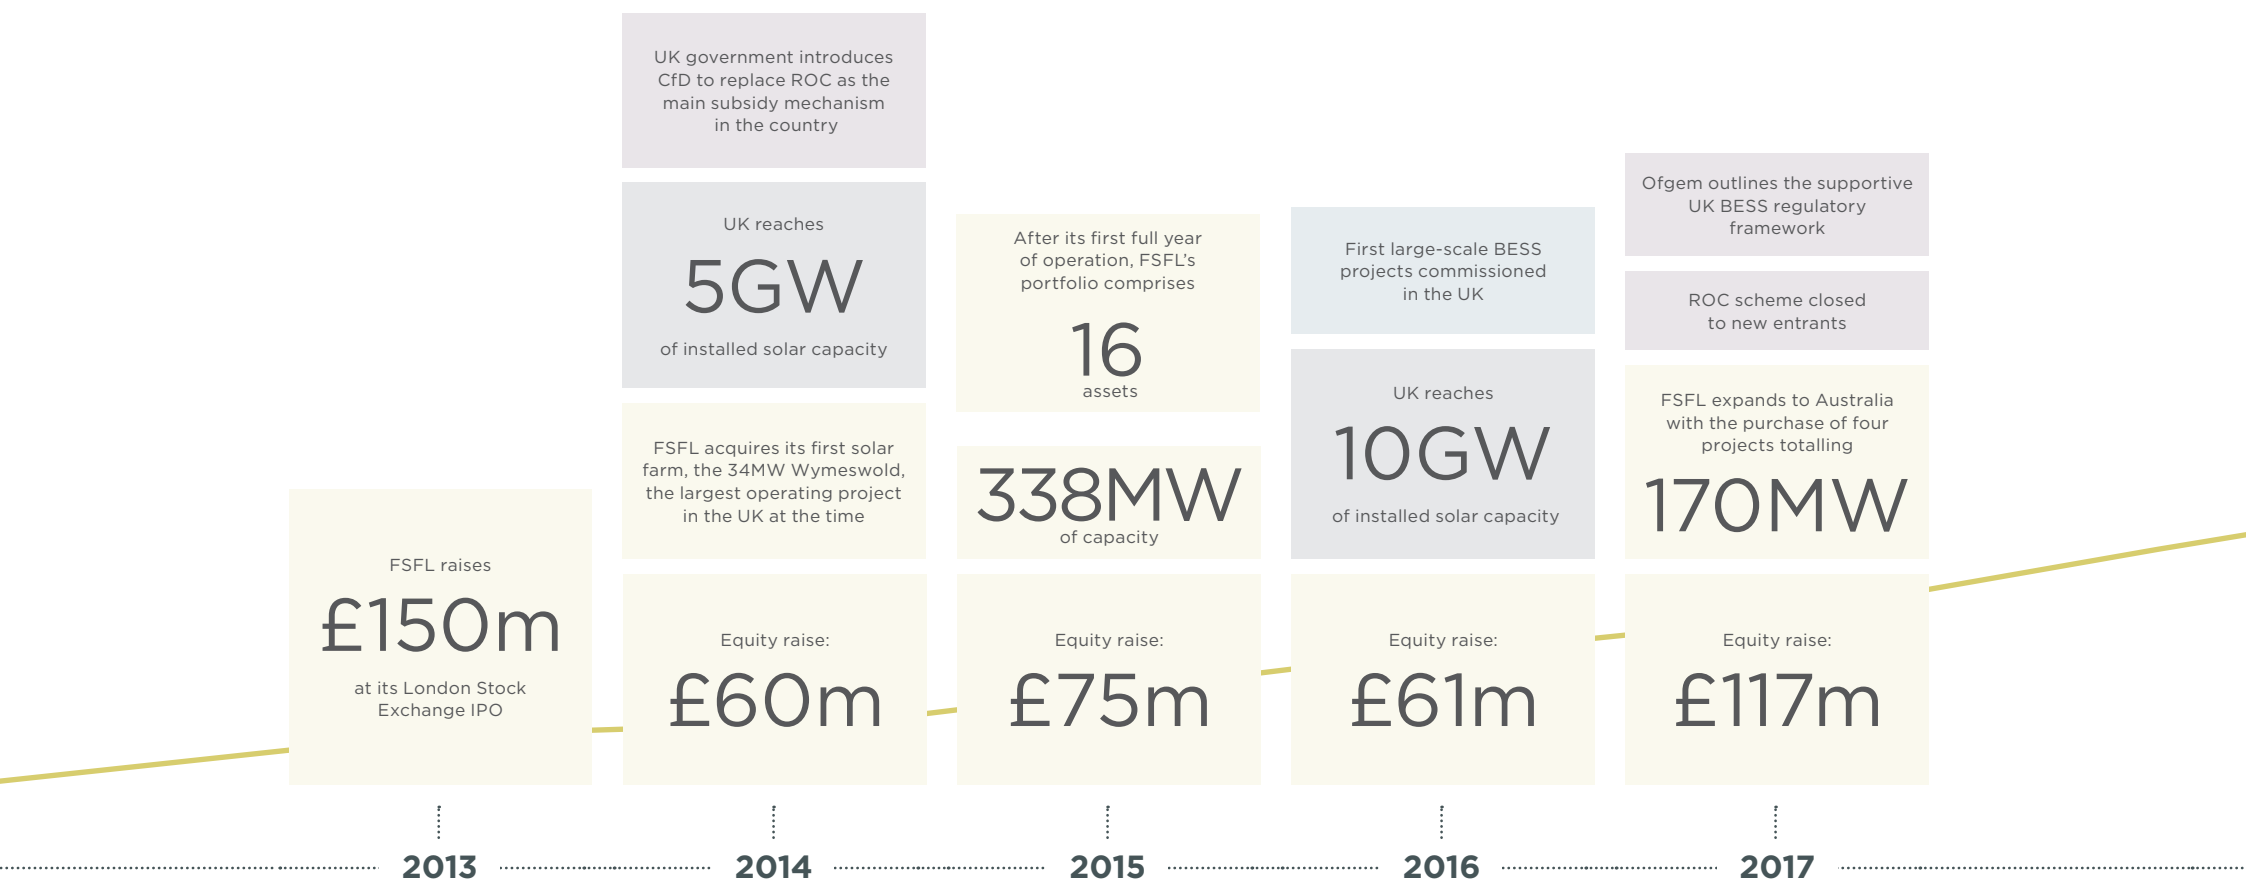 FSFL raises
£150m
at its London Stock
Exchange IPO
2013
UK government introduces
CfD to replace ROC as the
main subsidy mechanism
in the country
UK reaches
5GW
of installed solar capacity
FSFL acquires its first solar
farm, the 34MW Wymeswold,
the largest operating project
in the UK at the time
Equity raise:
£60m
2014
After its first full year
of operation, FSFL’s
portfolio comprises
16
assets
338MW
of capacity
Equity raise:
£75m
2015
First large-scale BESS
projects commissioned
in the UK
UK reaches
10GW
of installed solar capacity
Equity raise:
£61m
2016
Ofgem outlines the supportive
UK BESS regulatory
framework
ROC scheme closed
to new entrants
FSFL expands to Australia
with the purchase of four
projects totalling
170MW
Equity raise:
£117m
2017